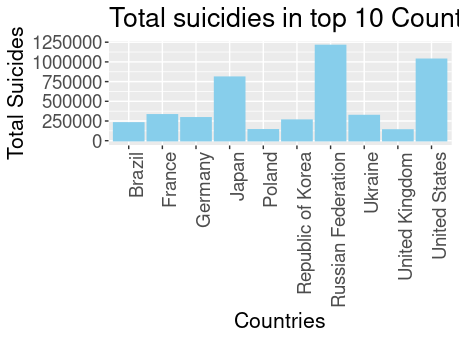 Total suicidies in top 10 Count
Total Suicides
1250000
1000000
750000
500000
250000
0
Brazil
France
Germany
Japan
Poland
Republic of Korea
Russian Federation
Ukraine
United Kingdom
United States
Countries